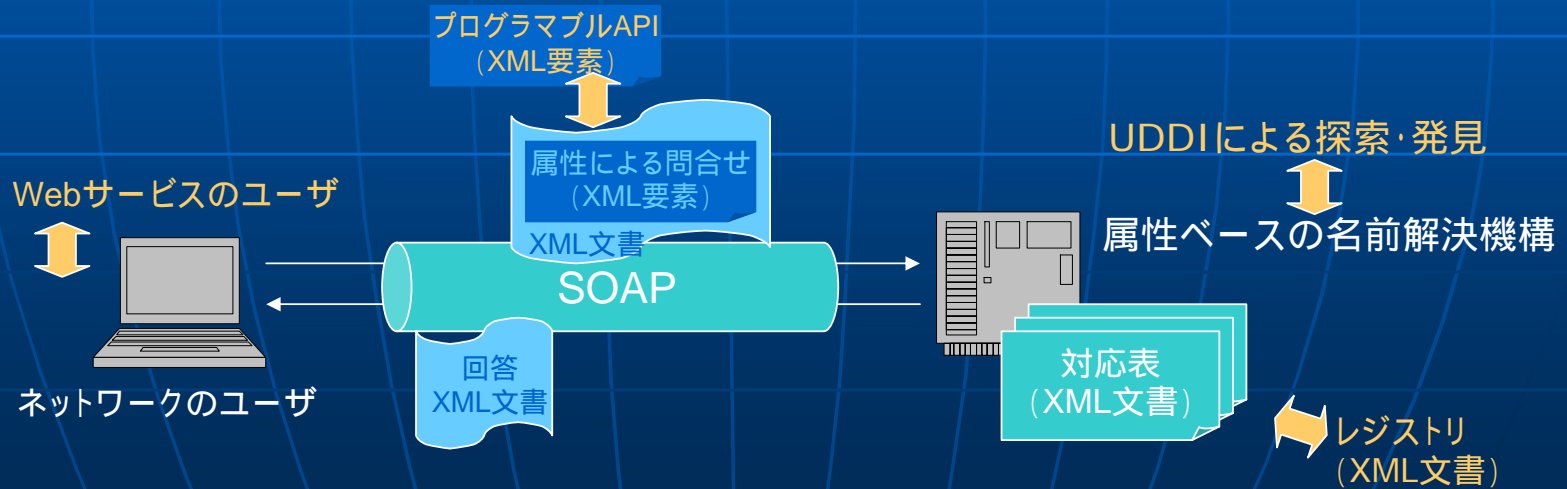 プログラマブルAPI
(XML要素)
属性による問合せ
(XML要素)
XML文書
UDDIによる探索・発見
Webサービスのユーザ
属性ベースの名前解決機構
SOAP
対応表
(XML文書)
回答
XML文書
ネットワークのユーザ
レジストリ
(XML文書)